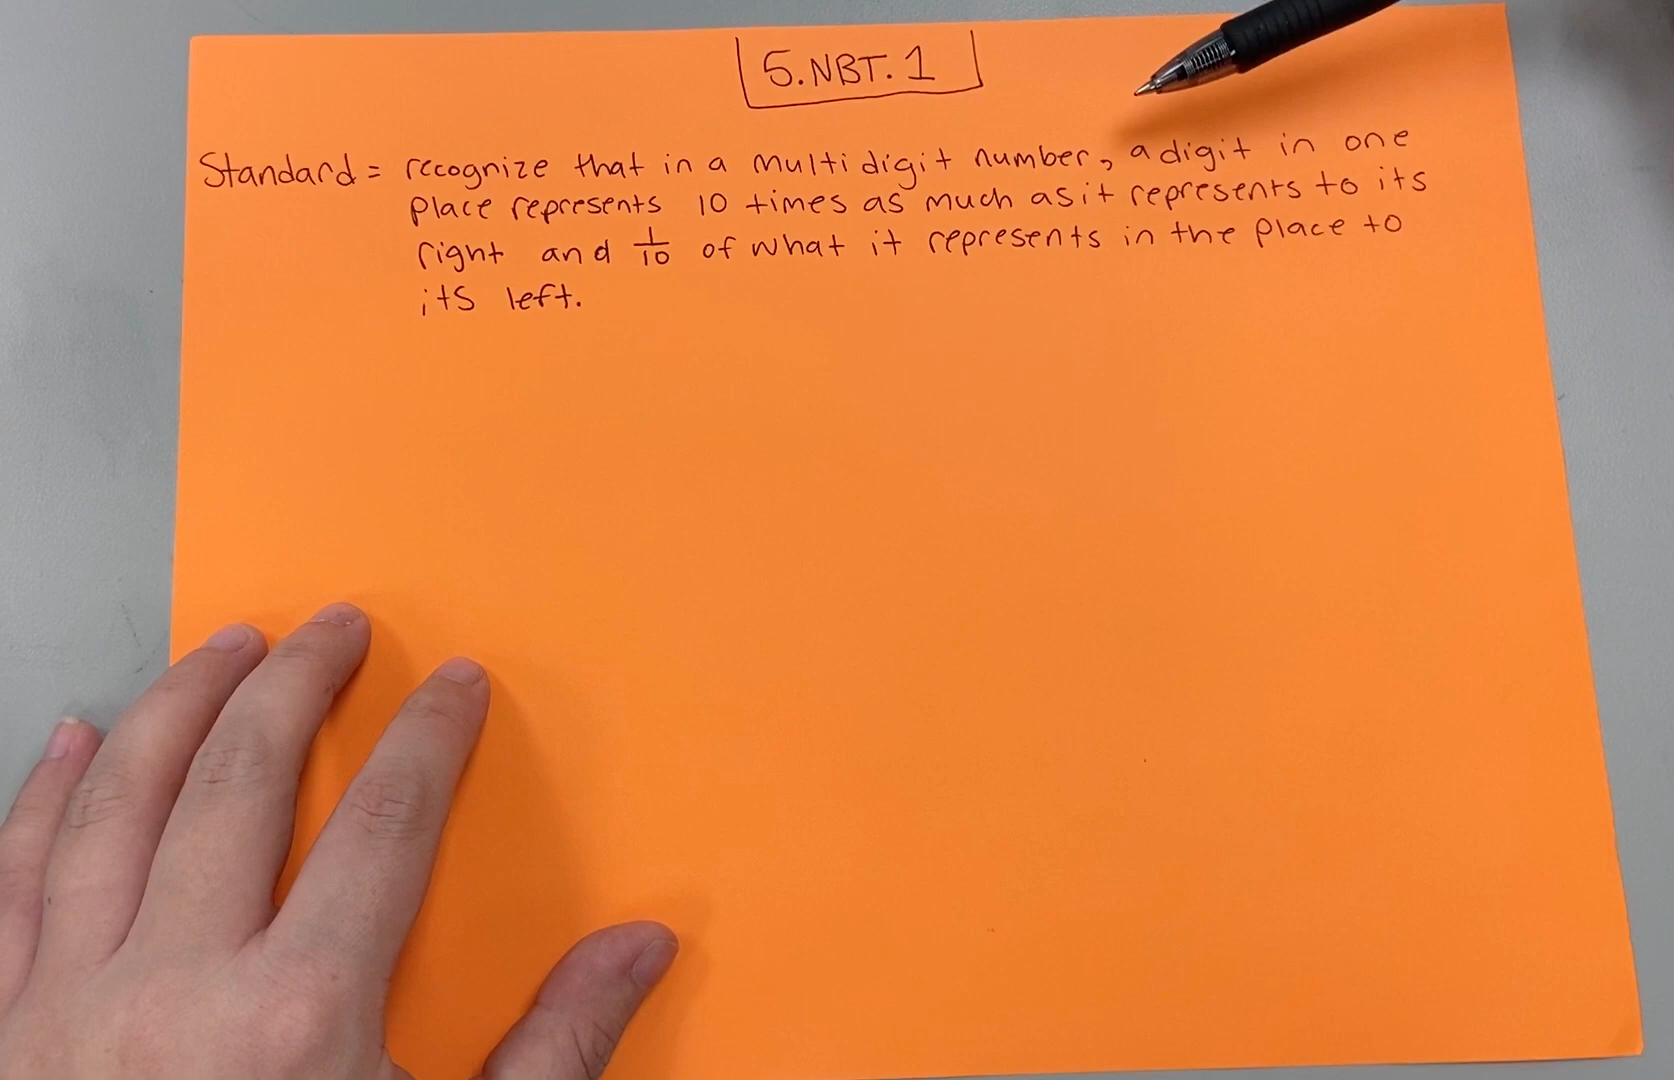 5.NBT.1
Standard = recognize that in a multi digit number, a digit in one
place represents 10 times as much as it represents to its
right and 1/10 of what it represents in the place to
its left.